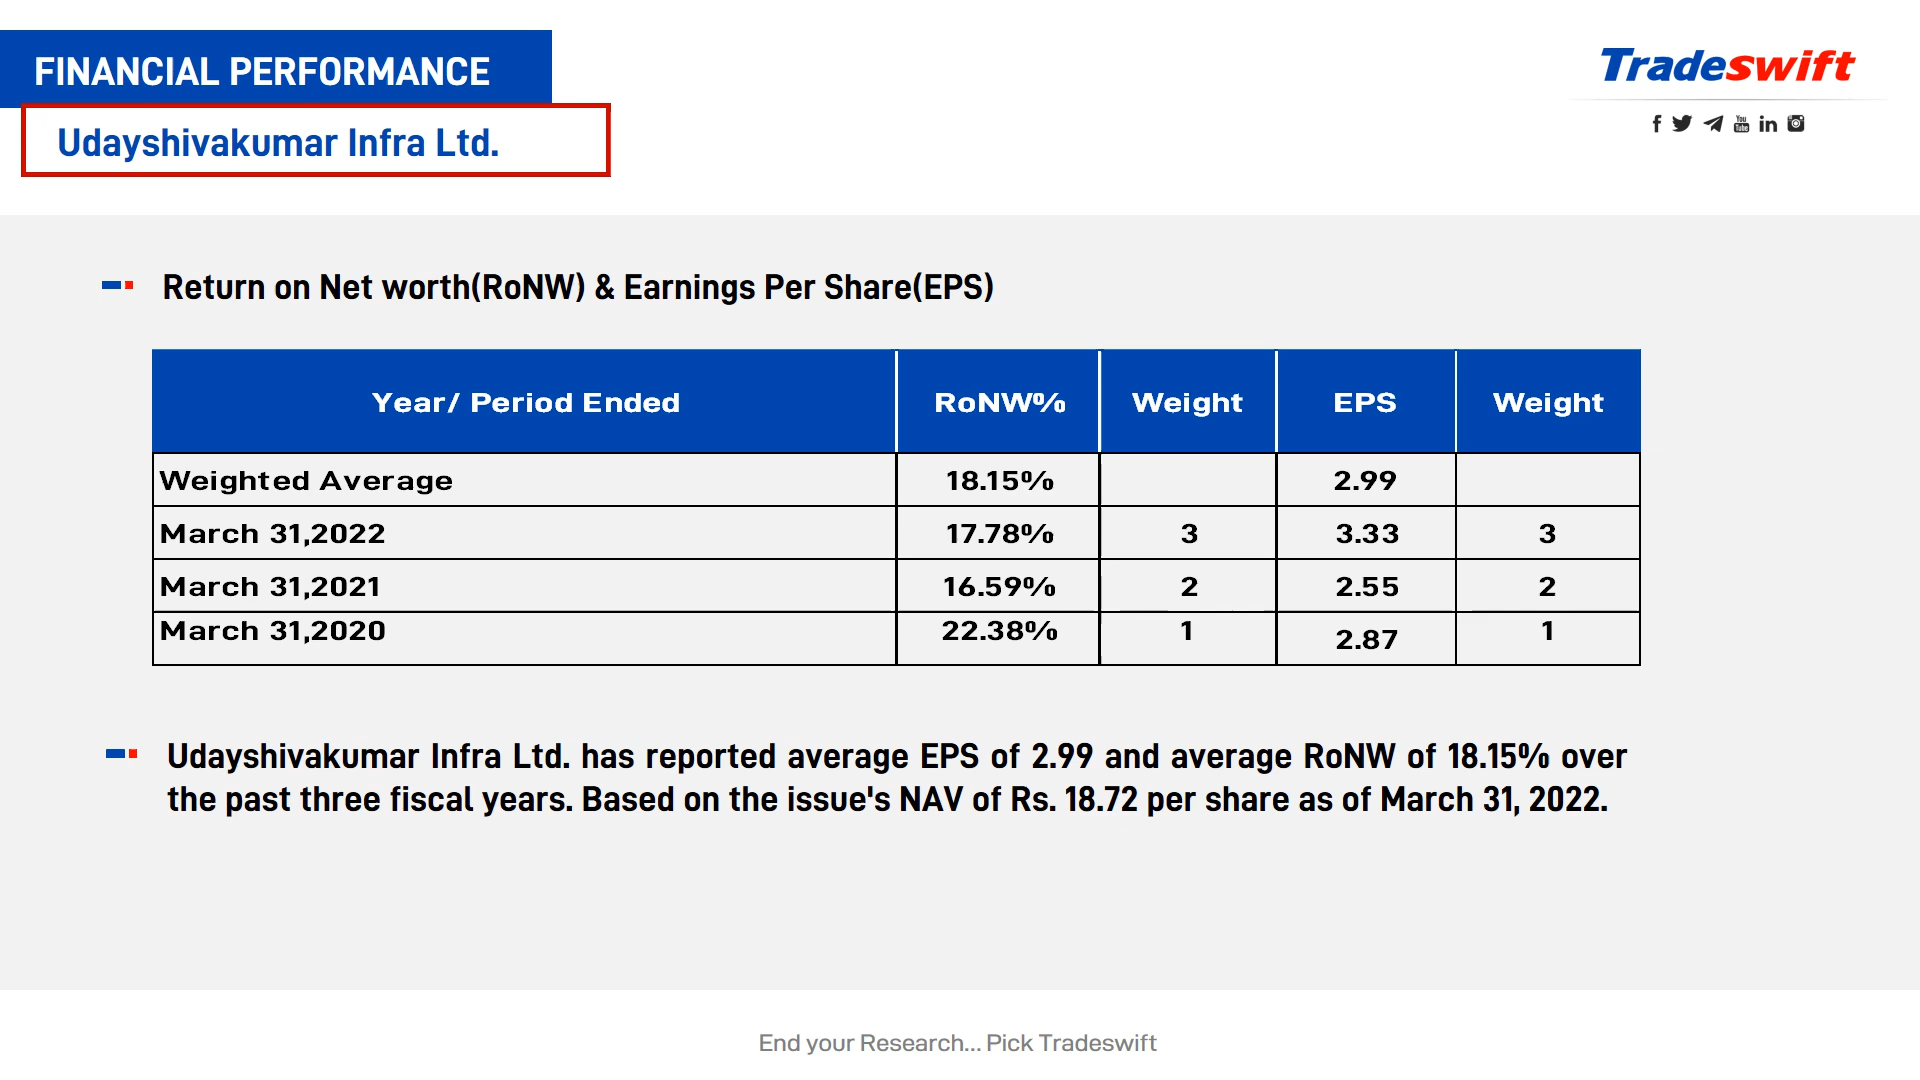 FINANCIAL PERFORMANCE
Udayshivakumar Infra Ltd.
Tradeswift
Return on Net worth(RoNW) & Earnings Per Share(EPS)
Year/ Period Ended RoNW% Weight EPS Weight
Weighted Average 18.15% 2.99
March 31,2022 17.78% 3 3.33 3
March 31,2021 16.59% 2 2.55 2
March 31,2020 22.38% 1 2.87 1
Udayshivakumar Infra Ltd. has reported average EPS of 2.99 and average RoNW of 18.15% over
the past three fiscal years. Based on the issue's NAV of Rs. 18.72 per share as of March 31, 2022.
End your Research... Pick Tradeswift